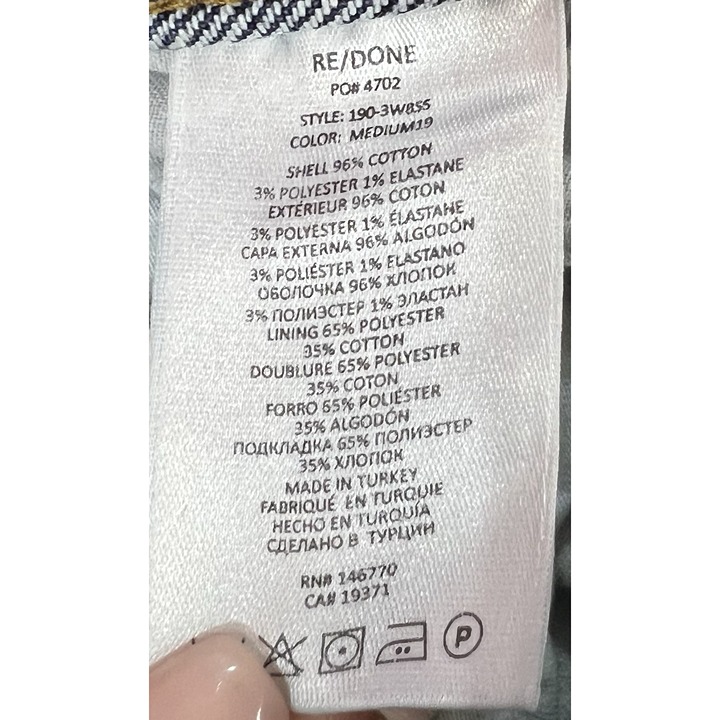 RE/DONE
PO# 4702
STYLE: 190-3W8S5
COLOR: MEDIUM19
SHELL 96% COTTON
3% POLYESTER 1% ELASTANE
EXTÉRIEUR 96% COTON
3% POLYESTER 1% ÉLASTAHE
CAPA EXTERNA 96% ALGODÓN
3% POLIÉSTER 1% ELASTANO
ОБОЛОЧКА 96% ХЛОПОК
3% ПОЛИЭСТЕР 1% ЭЛАСТАН
LINING 65% POLYESTER
35% COTTON
DOUBLURE 65% POLYESTER
35% COTON
FORRO 65% POLIÉSTER
35% ALGODÓN
ПОДКЛАДКА 65% ПОЛИЭСТЕР
35% ХЛОПОК
MADE IN TURKEY
FABRIQUÉ EN TURQUIE
HECHO EN TURQUÍA
СДЕЛАНО В ТУРЦИИ
RN# 146770
CA# 19371
P